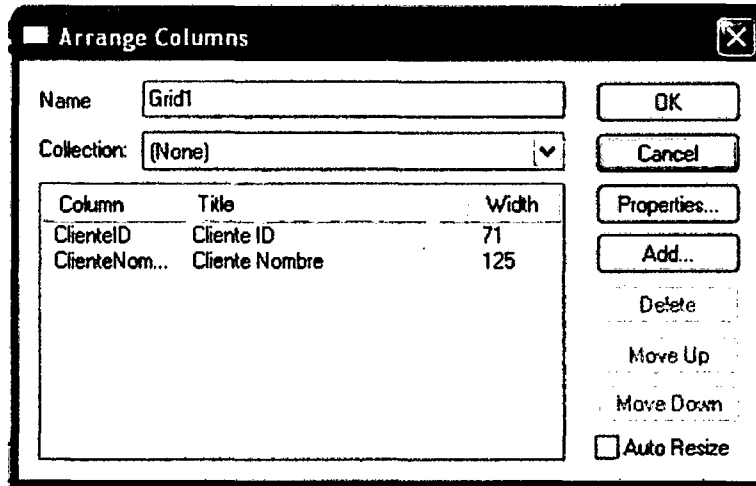 Arrange Columns
Name Grid1 OK
Collection: (None) Cancel
Column Title Width Properties...
ClienteID Cliente ID 71
ClienteNom... Cliente Nombre 125 Add...
Delete
Move Up
Move Down
Auto Resize